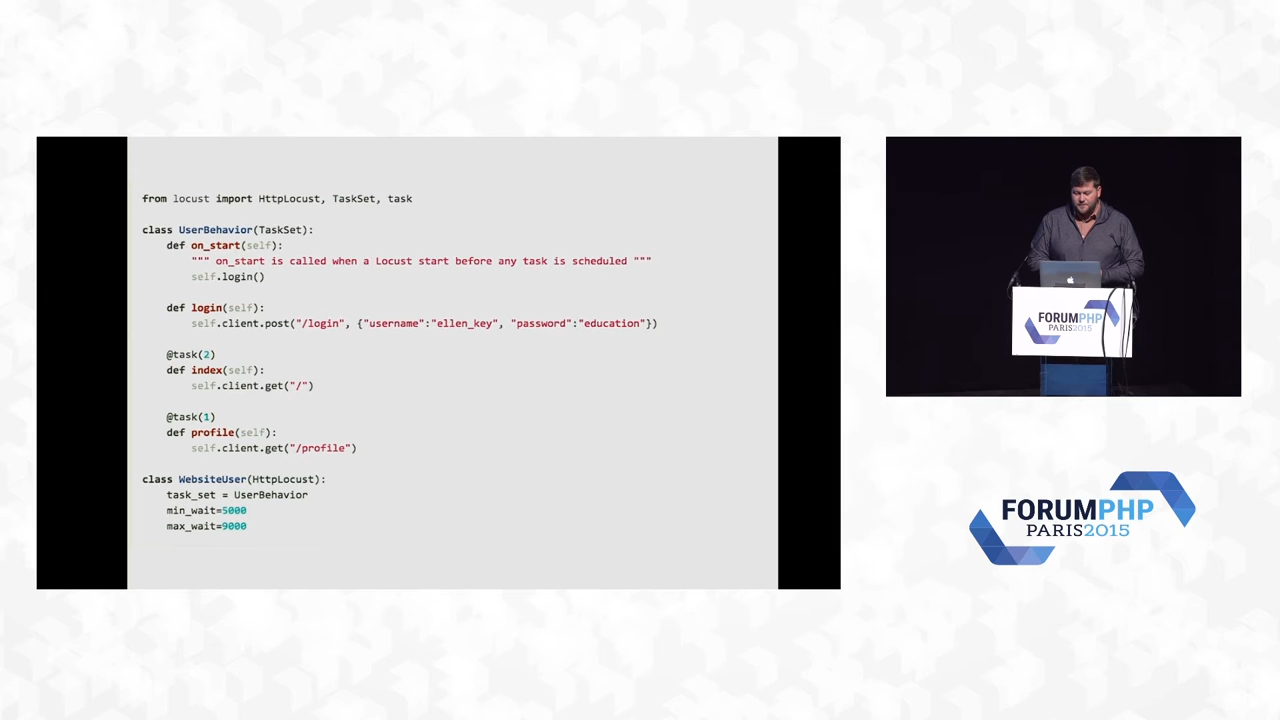 from locust import HttpLocust, TaskSet, task
class UserBehavior(TaskSet):
def on_start(self):
""" on_start is called when a Locust start before any task is scheduled """
self.login()
def login(self):
self.client.post("/login", {"username":"ellen_key", "password":"education"})
@task(2)
def index(self):
self.client.get("/")
@task(1)
def profile(self):
self.client.get("/profile")
class WebsiteUser(HttpLocust):
task_set = UserBehavior
min_wait=5000
max_wait=9000
FORUMPHP
PARIS2015
FORUMPHP
PARIS2015